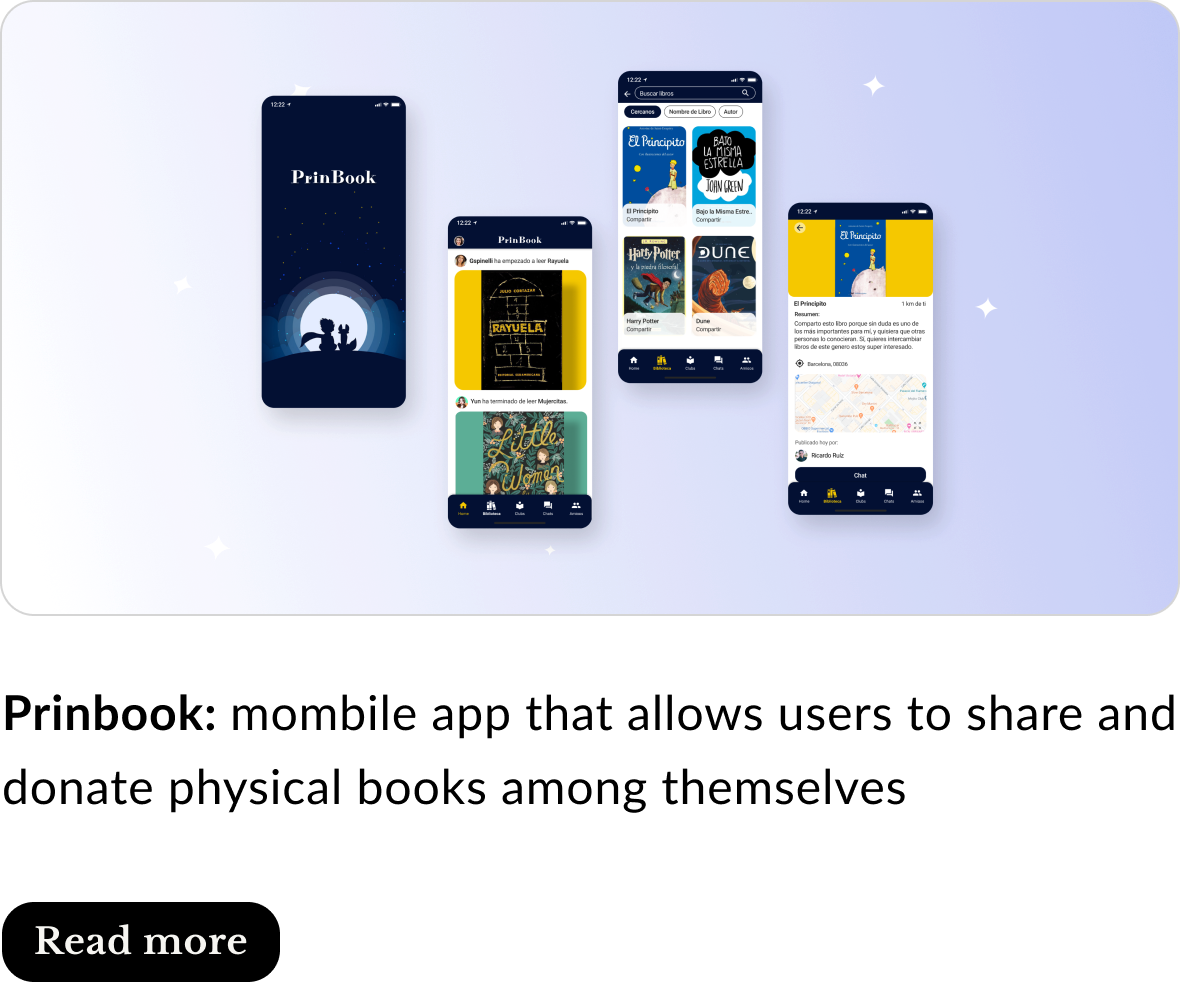 12:22
PrinBook
12:22
PrinBook
Gspinelli ha empezado a leer Rayuela
JULIO CORTAZAR
RAYUELA
EDITORIAL SUDAMERICANA
Yun ha terminado de leer Mujercitas.
Little
Women
Home Biblioteca Clubs Chats Amigos
12:22
Buscar libros
Cercanos Nombre de Libro Autor
El Principito
El Principito
Compartir
BAJO
LA MISMA
ESTRELLA
JOHN GREEN
Bajo la Misma Estre..
Compartir
Harry Potter
y la piedra filosofal
Harry Potter
Compartir
DUNE
Dune
Compartir
Home Biblioteca Clubs Chats Amigos
12:22
El Principito
El Principito 1 km de ti
Resumen:
Comparto este libro porque sin duda es uno de
los más importantes para mí, y quisiera que otras
personas lo conocieran. Si, quieres intercambiar
libros de este genero estoy super interesado.
Barcelona, 08036
Publicado hoy por:
Ricardo Ruiz
Chat
Home Biblioteca Clubs Chats Amigos
Prinbook: mombile app that allows users to share and
donate physical books among themselves
Read more